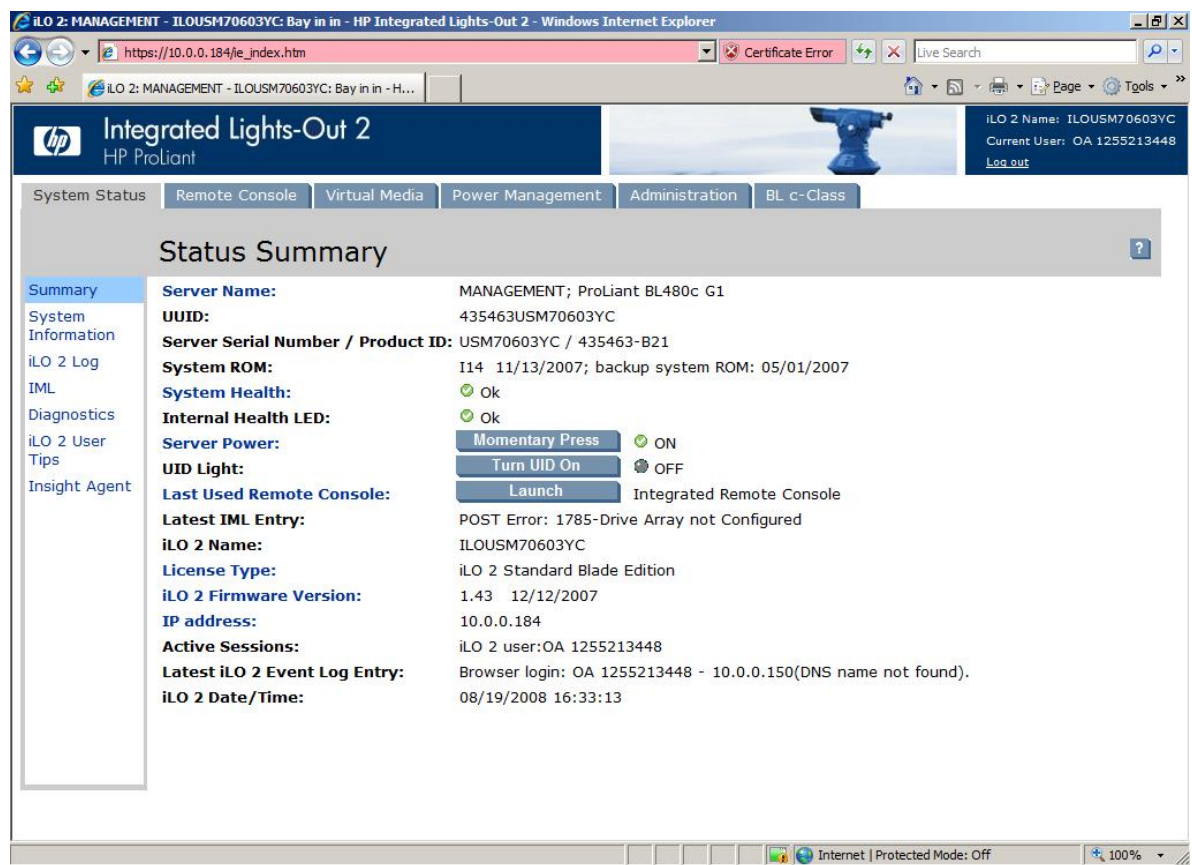 iLO 2: MANAGEMENT - ILOUSM70603YC: Bay in in - HP Integrated Lights-Out 2 - Windows Internet Explorer
https://10.0.0.184/ie_index.htm
Certificate Error
Live Search
iLO 2: MANAGEMENT - ILOUSM70603YC: Bay in in - H...
Page
Tools
hp
Integrated Lights-Out 2
HP ProLiant
iLO 2 Name: ILOUSM70603YC
Current User: OA 1255213448
Log out
System Status
Remote Console
Virtual Media
Power Management
Administration
BL c-Class
Status Summary
?
Summary
System
Information
iLO 2 Log
IML
Diagnostics
iLO 2 User
Tips
Insight Agent
Server Name: MANAGEMENT; ProLiant BL480c G1
UUID: 435463USM70603YC
Server Serial Number / Product ID: USM70603YC / 435463-B21
System ROM: I14 11/13/2007; backup system ROM: 05/01/2007
System Health: Ok
Internal Health LED: Ok
Server Power: Momentary Press ON
UID Light: Turn UID On OFF
Last Used Remote Console: Launch Integrated Remote Console
Latest IML Entry: POST Error: 1785-Drive Array not Configured
iLO 2 Name: ILOUSM70603YC
License Type: iLO 2 Standard Blade Edition
iLO 2 Firmware Version: 1.43 12/12/2007
IP address: 10.0.0.184
Active Sessions: iLO 2 user:OA 1255213448
Latest iLO 2 Event Log Entry: Browser login: OA 1255213448 - 10.0.0.150(DNS name not found).
iLO 2 Date/Time: 08/19/2008 16:33:13
Internet | Protected Mode: Off
100%